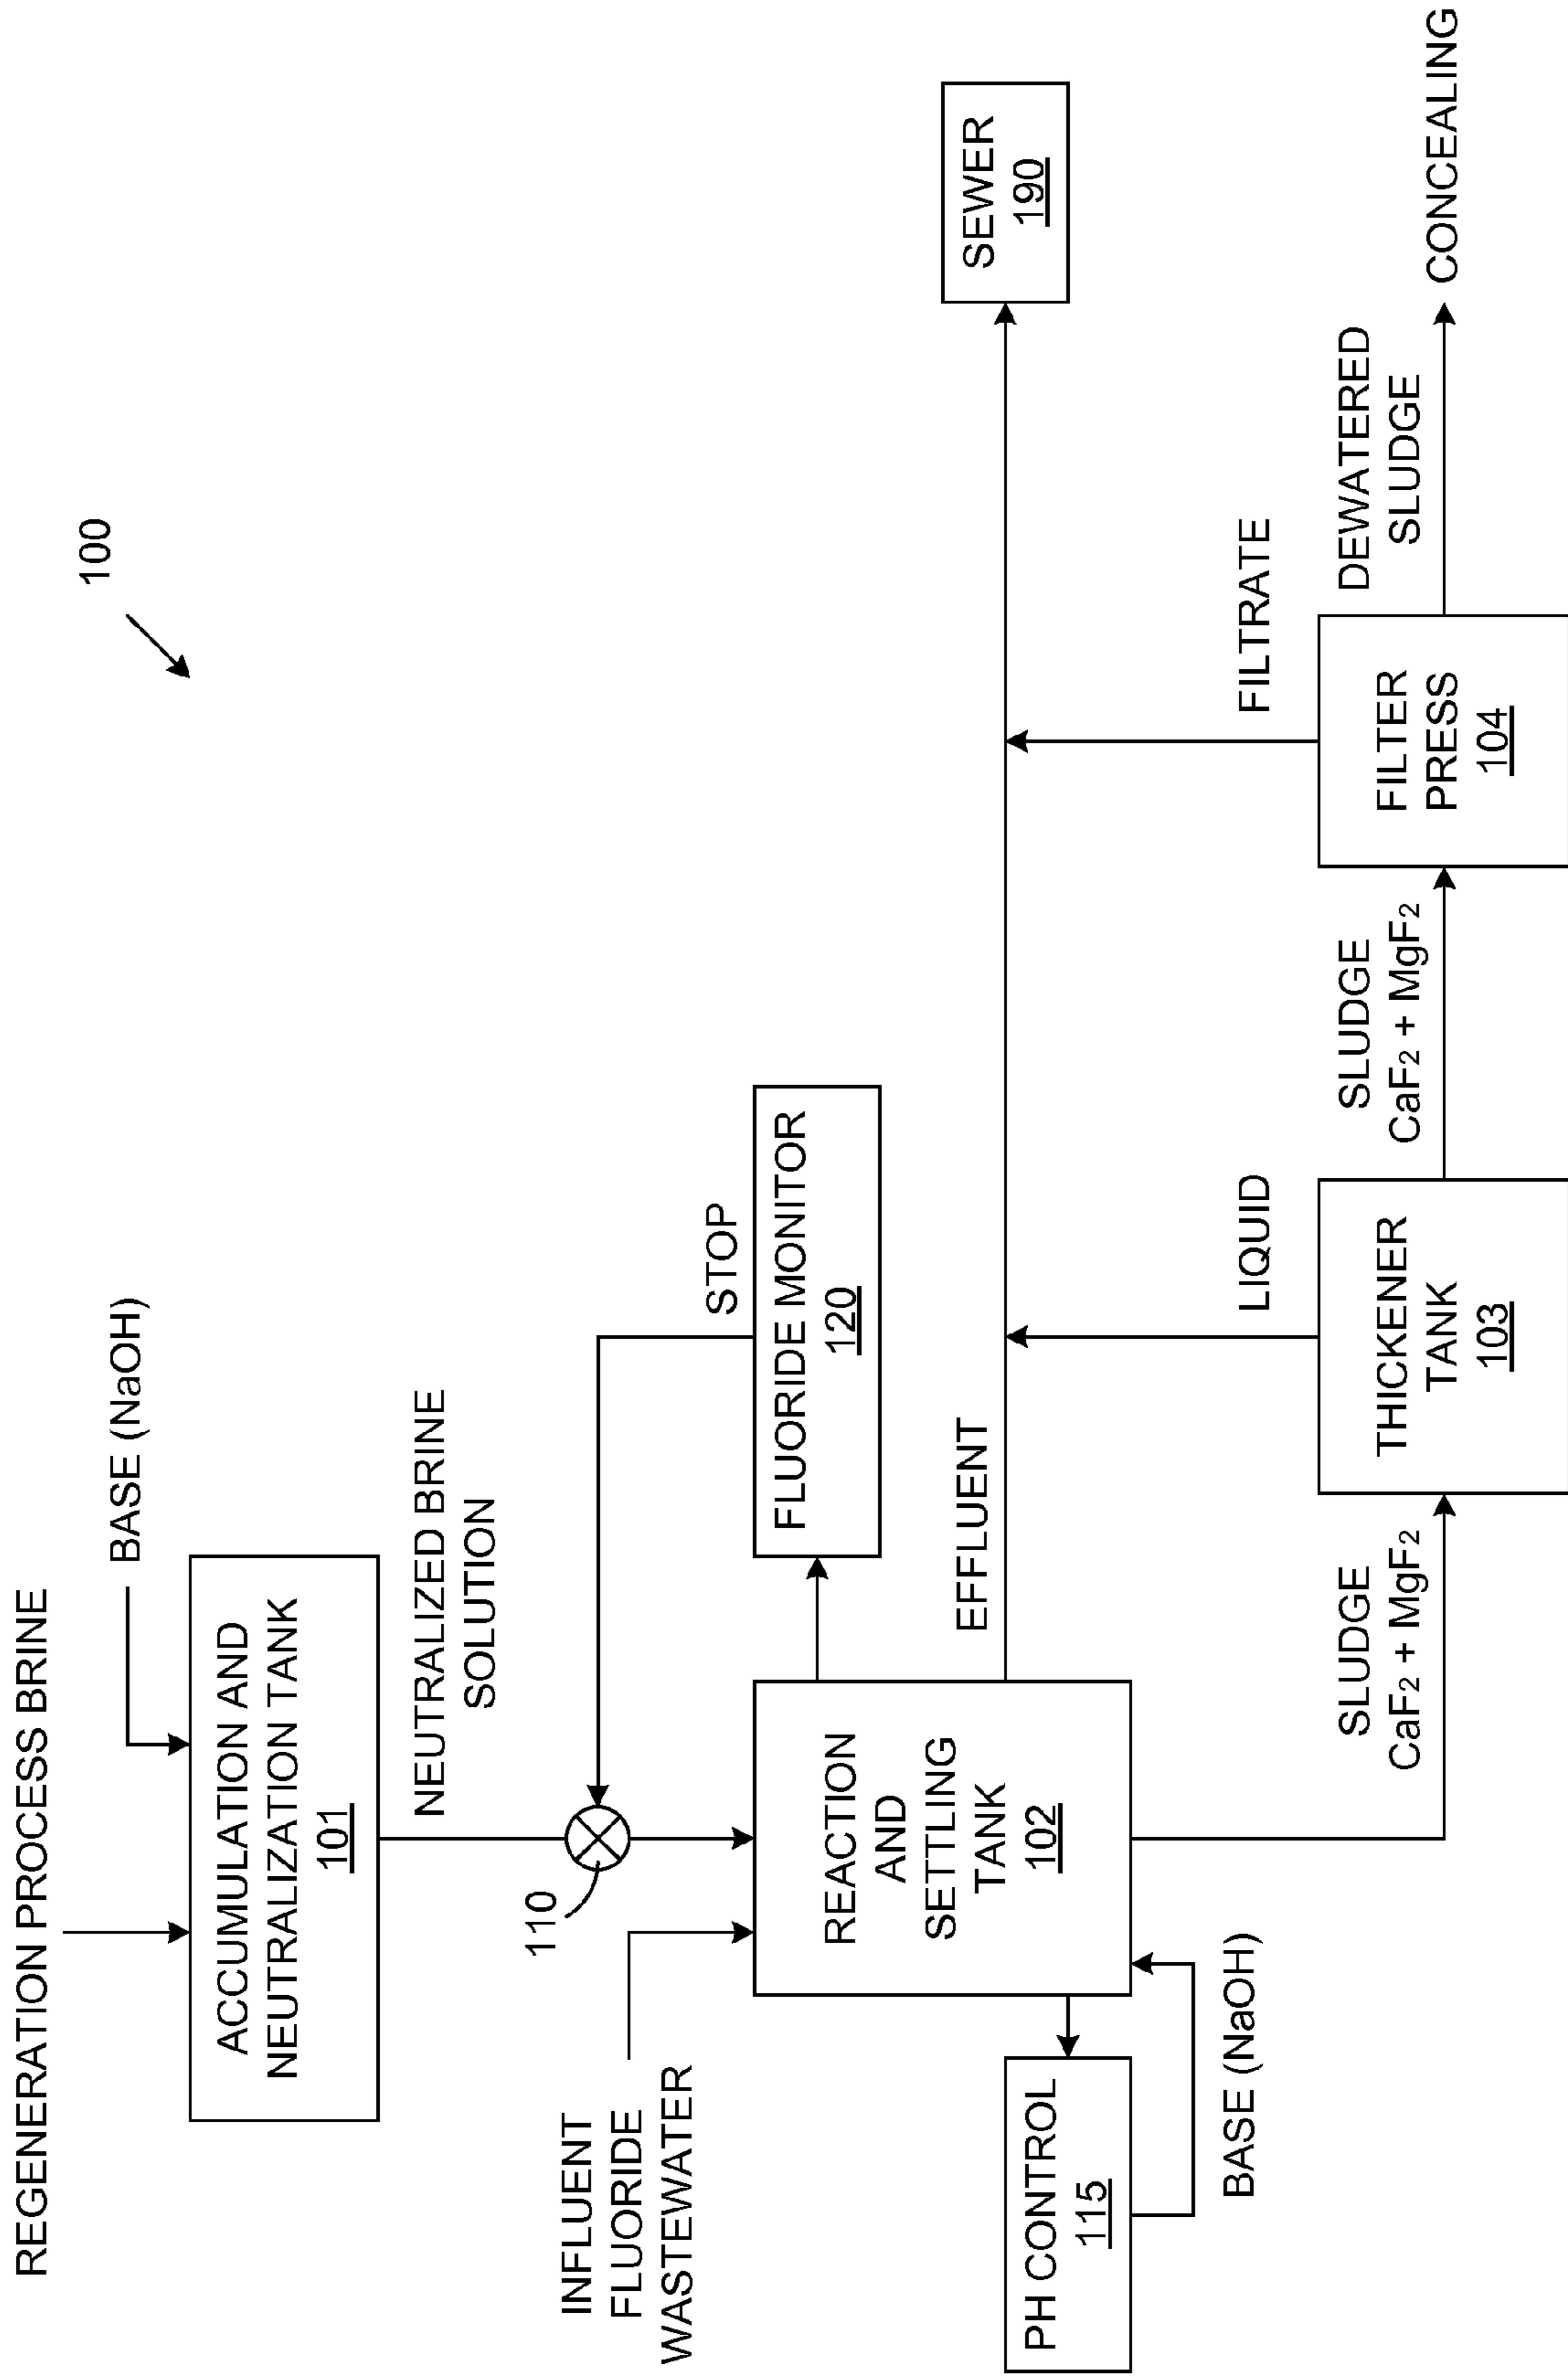 100
REGENERATION PROCESS BRINE
BASE (NaOH)
ACCUMULATION AND
NEUTRALIZATION TANK
101
NEUTRALIZED BRINE
SOLUTION
110
STOP
INFLUENT
FLUORIDE
WASTEWATER
FLUORIDE MONITOR
120
REACTION
AND
SETTLING
TANK
102
EFFLUENT
SEWER
190
PH CONTROL
115
BASE (NaOH)
LIQUID
FILTRATE
SLUDGE
CaF₂ + MgF₂
THICKENER
TANK
103
SLUDGE
CaF₂ + MgF₂
FILTER
PRESS
104
DEWATERED
SLUDGE
CONCEALING